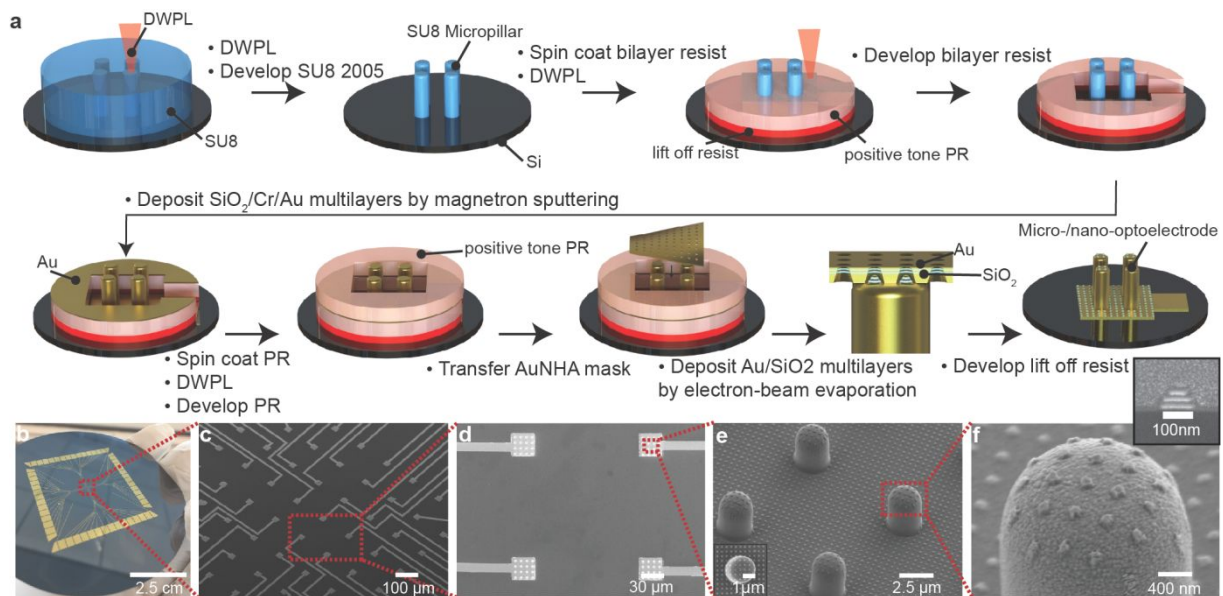 a
DWPL
• DWPL
• Develop SU8 2005
SU8
SU8 Micropillar
Si
• Spin coat bilayer resist
• DWPL
lift off resist
positive tone PR
• Develop bilayer resist
• Deposit SiO2/Cr/Au multilayers by magnetron sputtering
Au
• Spin coat PR
• DWPL
• Develop PR
positive tone PR
• Transfer AuNHA mask
• Deposit Au/SiO2 multilayers
by electron-beam evaporation
Au
SiO2
• Develop lift off resist
Micro-/nano-optoelectrode
100nm
b
2.5 cm
c
100 µm
d
30 µm
e
1µm
2.5 µm
f
400 nm